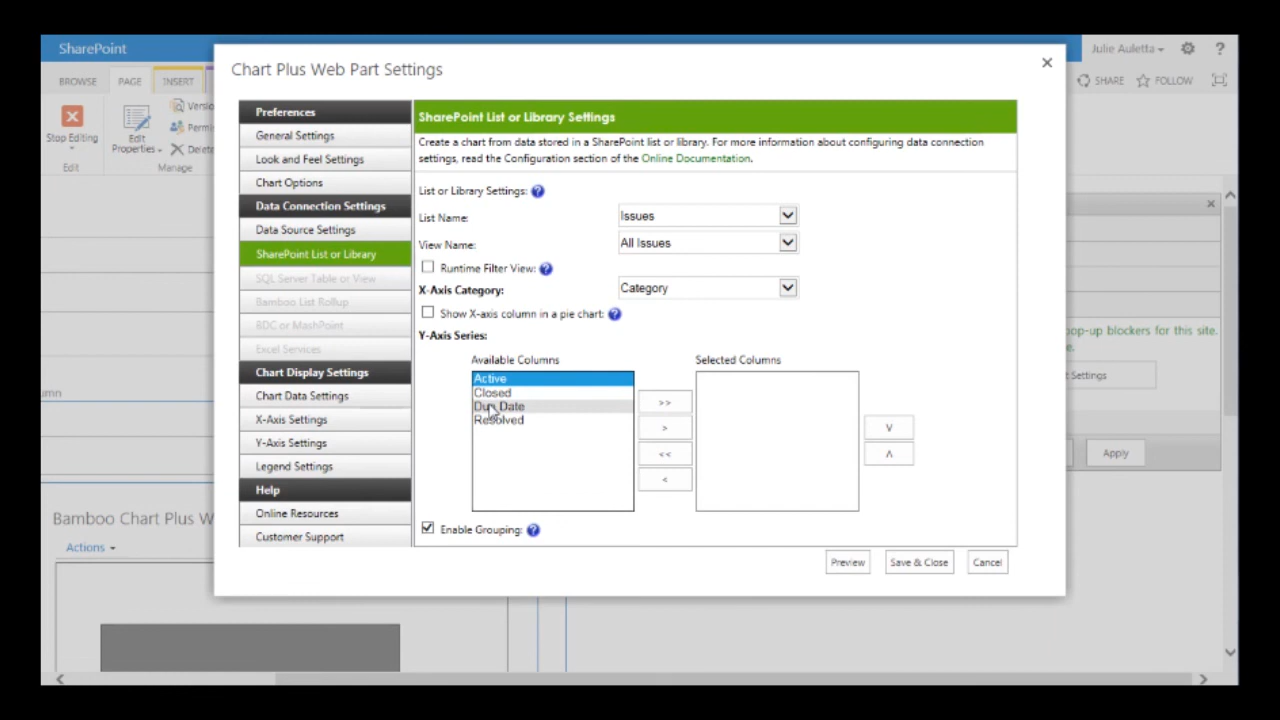 SharePoint
Julie Auletta
?
BROWSE PAGE INSERT
SHARE FOLLOW
Stop Editing
Edit
Properties
Edit
Manage
Chart Plus Web Part Settings
Preferences
General Settings
Look and Feel Settings
Chart Options
Data Connection Settings
Data Source Settings
SharePoint List or Library
SQL Server Table or View
Bamboo List Rollup
BDC or MashPoint
Excel Services
Chart Display Settings
Chart Data Settings
X-Axis Settings
Y-Axis Settings
Legend Settings
Help
Online Resources
Customer Support
SharePoint List or Library Settings
Create a chart from data stored in a SharePoint list or library. For more information about configuring data connection
settings, read the Configuration section of the Online Documentation.
List or Library Settings: ?
List Name: Issues
View Name: All Issues
Runtime Filter View: ?
X-Axis Category: Category
Show X-axis column in a pie chart: ?
Y-Axis Series:
Available Columns Selected Columns
Active
Closed
Due Date
Resolved
>>
>
<<
<
V
Λ
Enable Grouping: ?
Preview Save & Close Cancel
pop-up blockers for this site.
Settings
Apply
Bamboo Chart Plus W
Actions